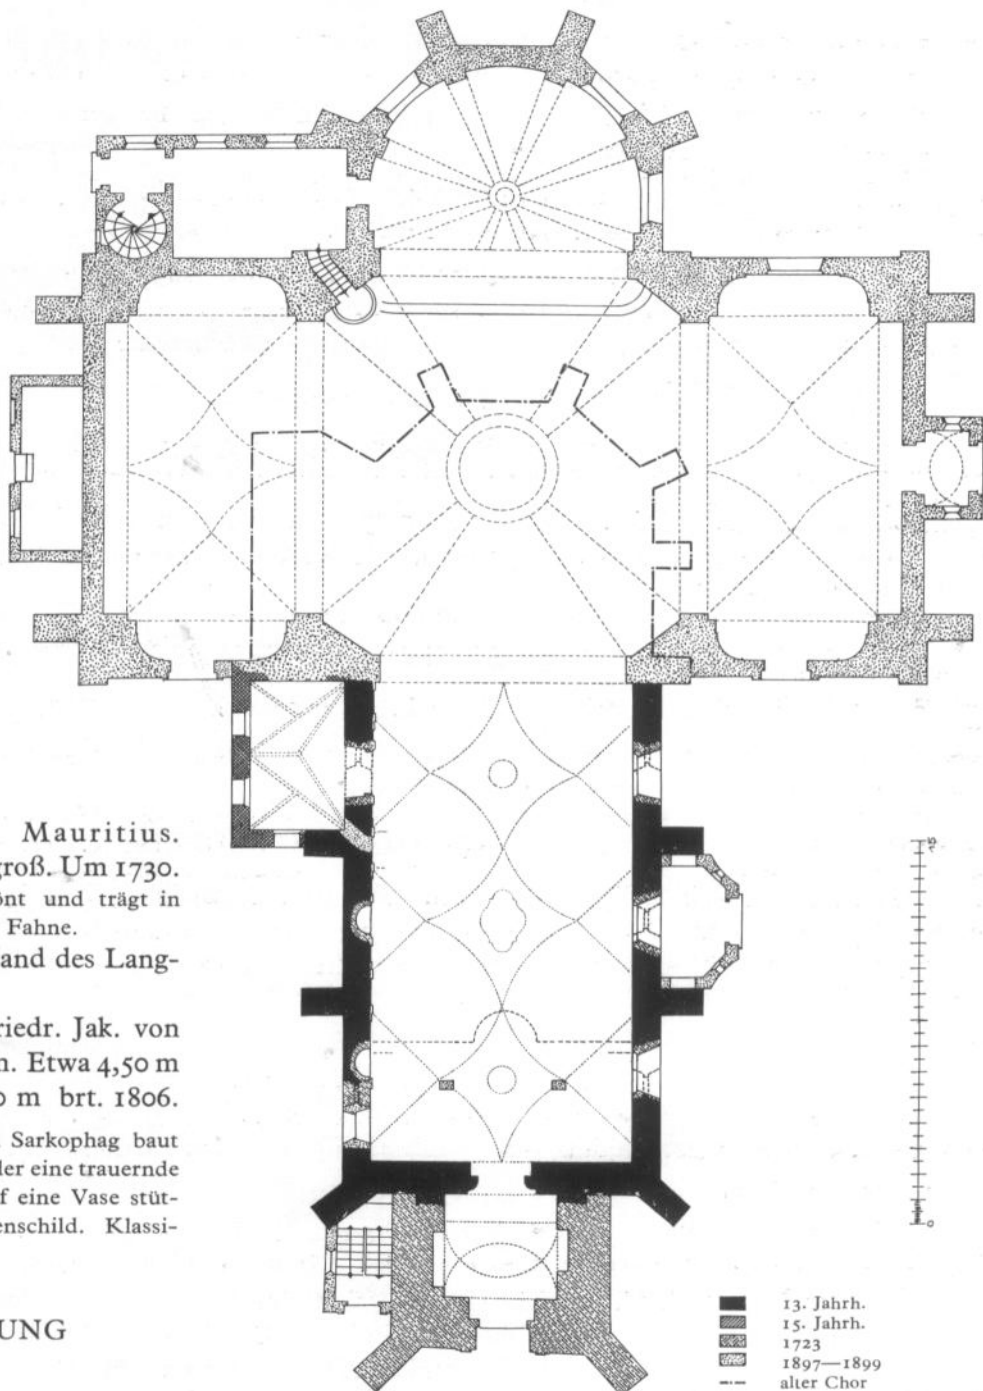 Mauritius.
groß. Um 1730.
önt und trägt in
Fahne.
and des Lang-
riedr. Jak. von
n. Etwa 4,50 m
o m brt. 1806.
Sarkophag baut
der eine trauernde
f eine Vase stüt-
enschild. Klassi-
UNG
15
0
13. Jahrh.
15. Jahrh.
1723
1897—1899
alter Chor